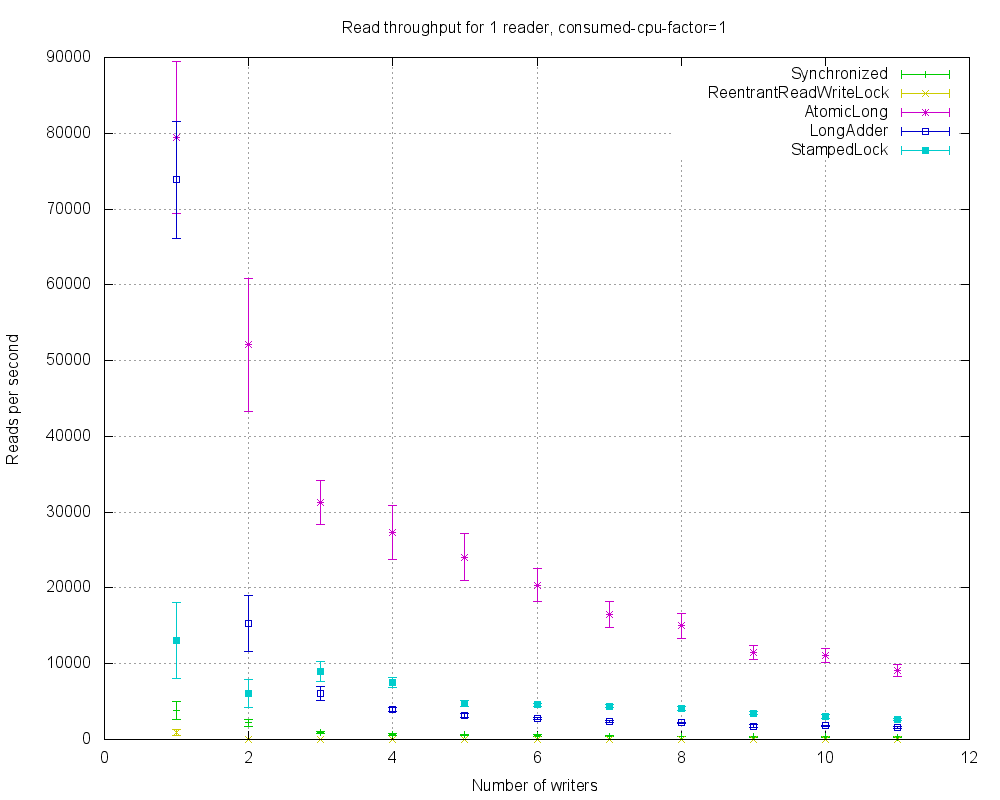 Read throughput for 1 reader, consumed-cpu-factor=1
90000
80000
70000
60000
50000
40000
30000
20000
10000
0
Reads per second
Synchronized
ReentrantReadWriteLock
AtomicLong
LongAdder
StampedLock
0 2 4 6 8 10 12
Number of writers